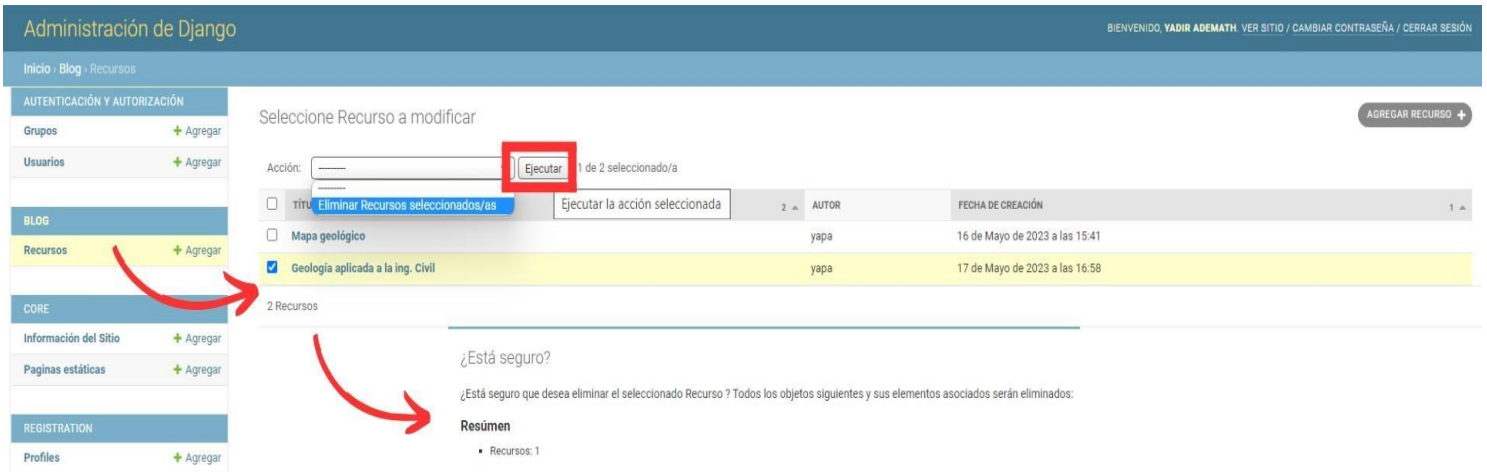 Administración de Django
BIENVENIDO, YADIR ADEMATH. VER SITIO / CAMBIAR CONTRASEÑA / CERRAR SESIÓN
Inicio › Blog › Recursos
AUTENTICACIÓN Y AUTORIZACIÓN
Grupos + Agregar
Usuarios + Agregar
BLOG
Recursos + Agregar
CORE
Información del Sitio + Agregar
Paginas estáticas + Agregar
REGISTRATION
Profiles + Agregar
Seleccione Recurso a modificar
AGREGAR RECURSO +
Acción: --------- Ejecutar 1 de 2 seleccionado/a
---------
Eliminar Recursos seleccionados/as
Ejecutar la acción seleccionada
2 AUTOR FECHA DE CREACIÓN 1
Mapa geológico yapa 16 de Mayo de 2023 a las 15:41
Geología aplicada a la ing. Civil yapa 17 de Mayo de 2023 a las 16:58
2 Recursos
¿Está seguro?
¿Está seguro que desea eliminar el seleccionado Recurso ? Todos los objetos siguientes y sus elementos asociados serán eliminados:
Resúmen
▪ Recursos: 1